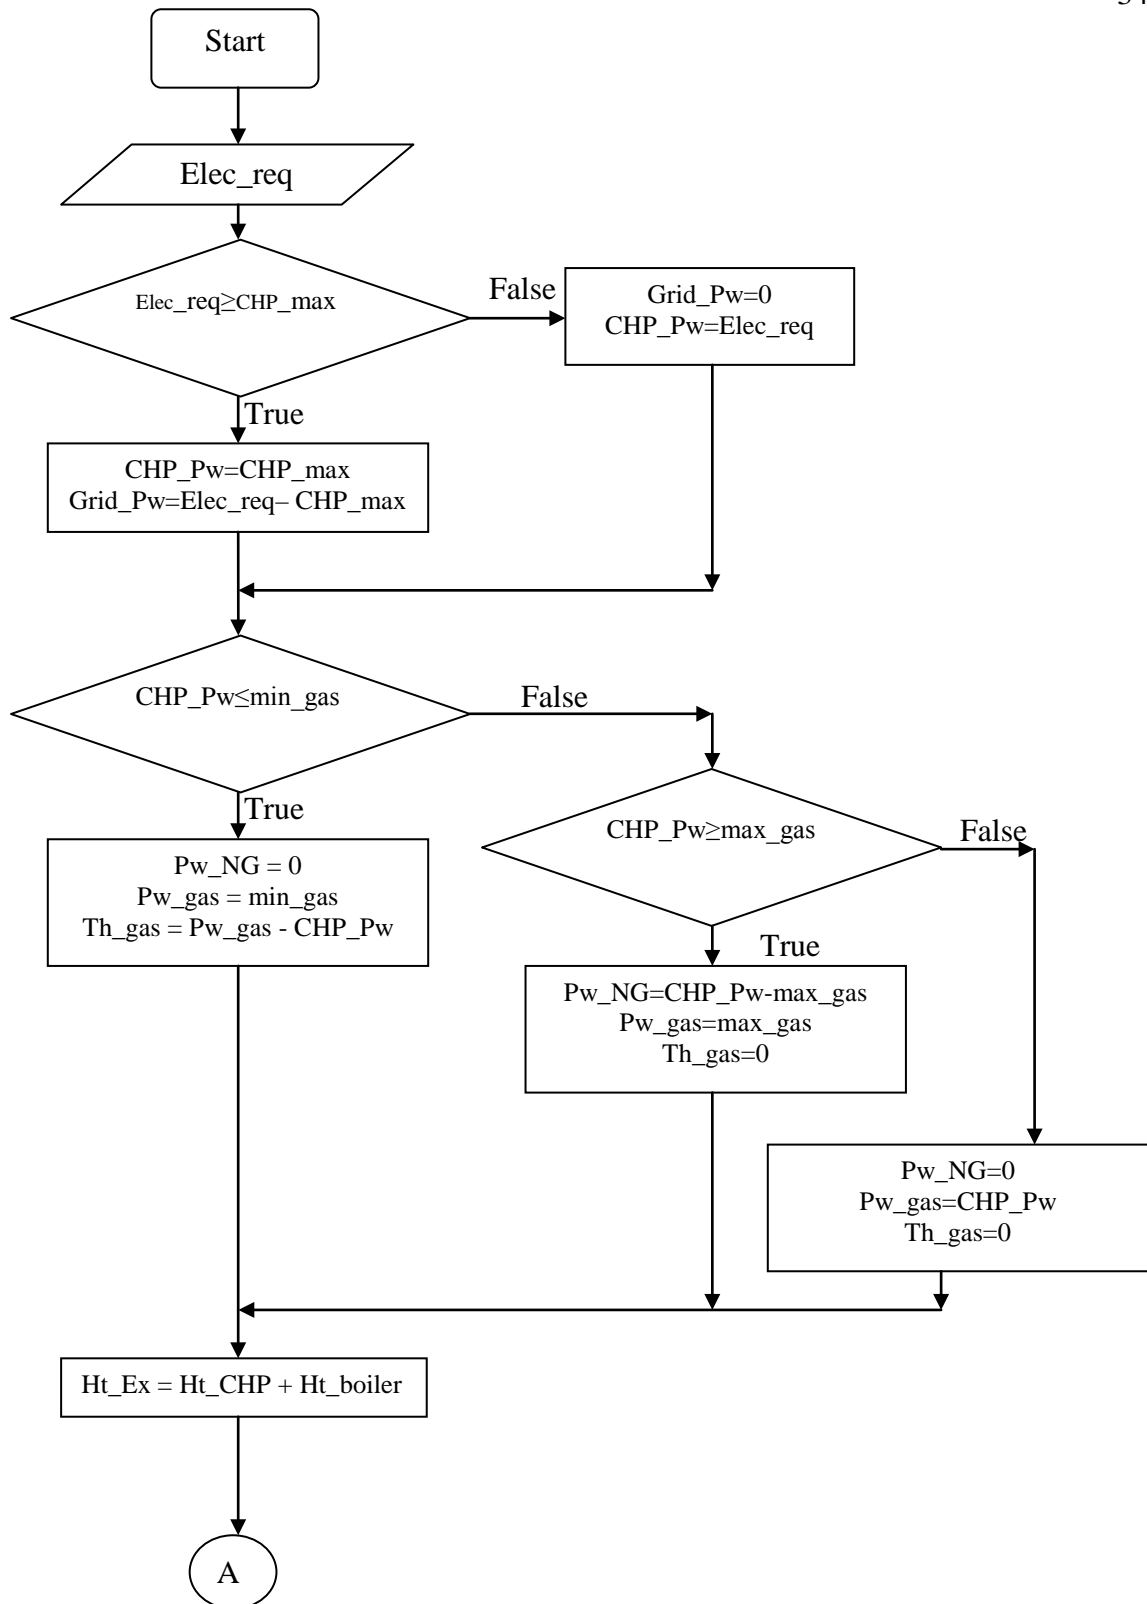 Start
Elec_req
Elec_req≥CHP_max
False
Grid_Pw=0
CHP_Pw=Elec_req
True
CHP_Pw=CHP_max
Grid_Pw=Elec_req– CHP_max
CHP_Pw≤min_gas
False
True
CHP_Pw≥max_gas
False
Pw_NG = 0
Pw_gas = min_gas
Th_gas = Pw_gas - CHP_Pw
True
Pw_NG=CHP_Pw-max_gas
Pw_gas=max_gas
Th_gas=0
Pw_NG=0
Pw_gas=CHP_Pw
Th_gas=0
Ht_Ex = Ht_CHP + Ht_boiler
A